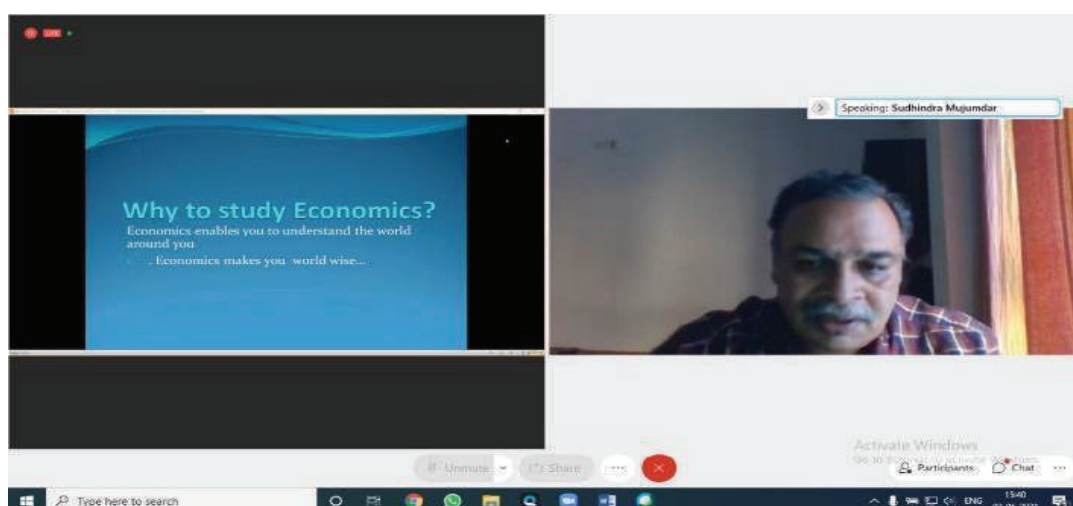 LIVE
Speaking: Sudhindra Mujumdar
Why to study Economics?
Economics enables you to understand the world
around you
. Economics makes you world wise...
Activate Windows
Unmute
Share
Participants
Chat
Type here to search
ENG
15:40